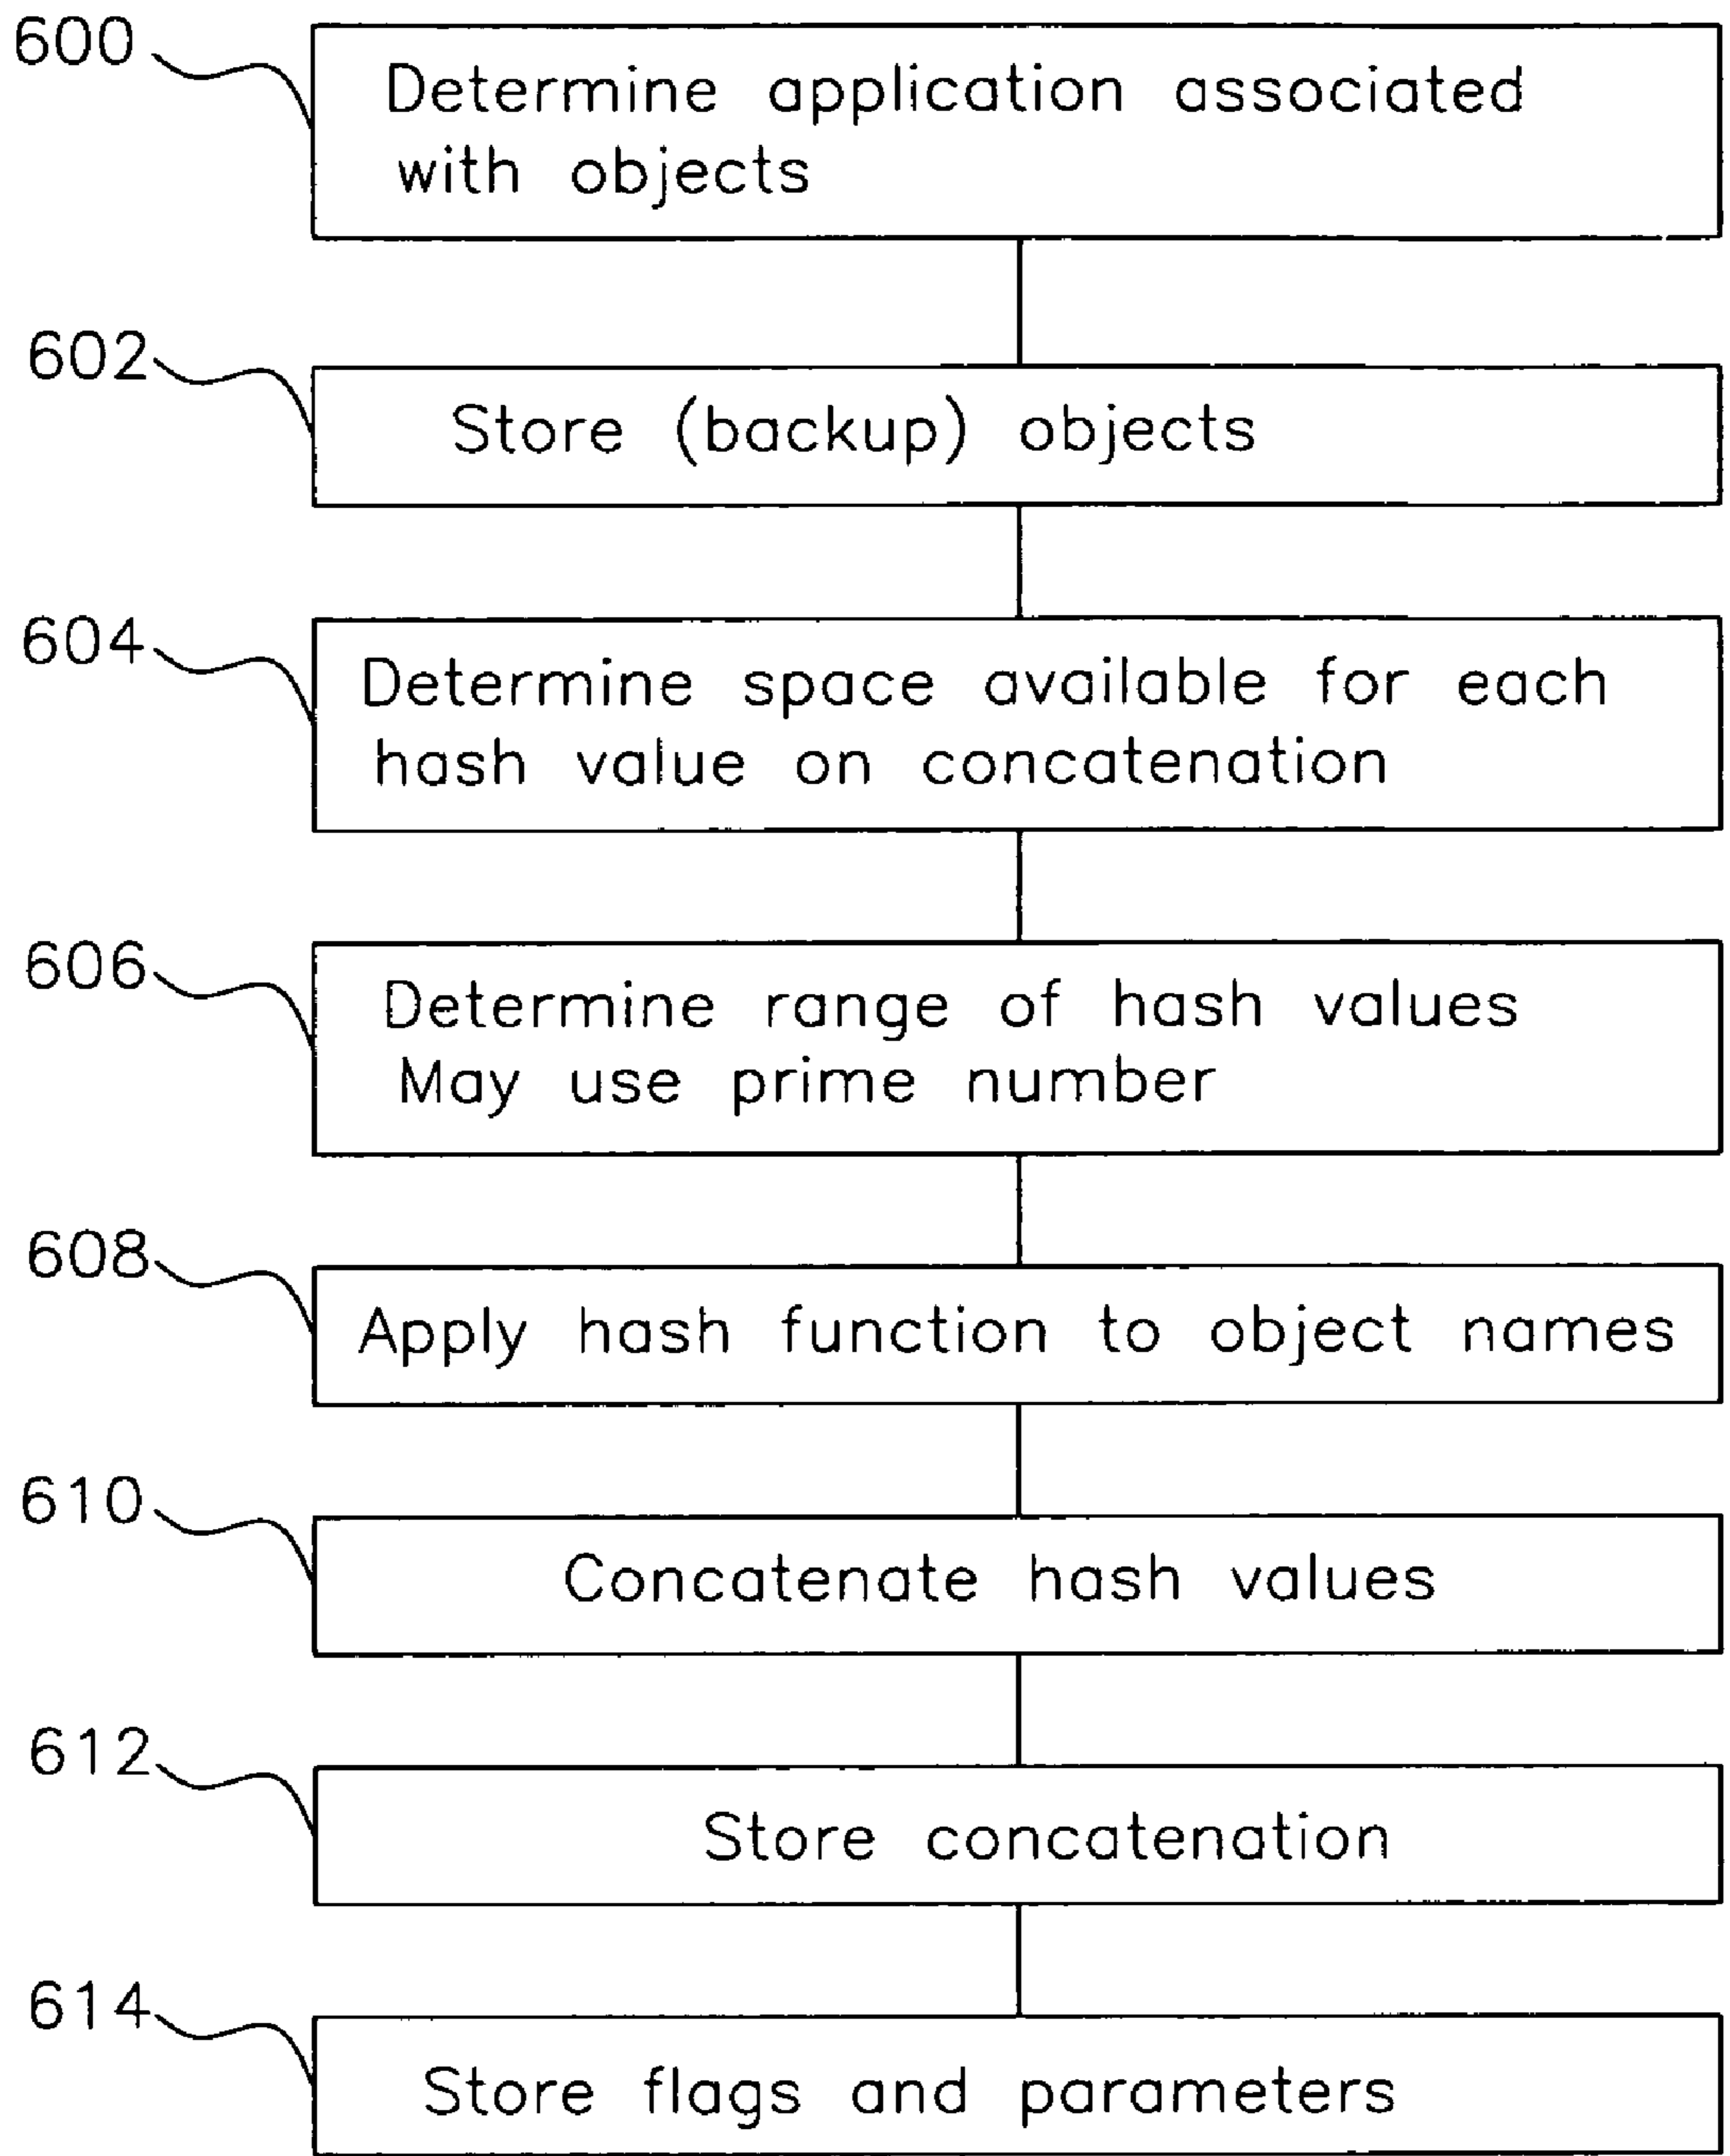 600
Determine application associated
with objects
602
Store (backup) objects
604
Determine space available for each
hash value on concatenation
606
Determine range of hash values
May use prime number
608
Apply hash function to object names
610
Concatenate hash values
612
Store concatenation
614
Store flags and parameters